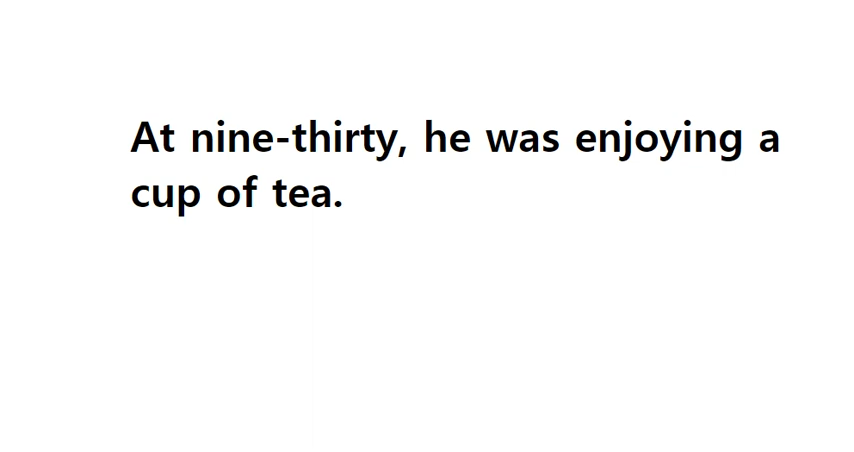 At nine-thirty, he was enjoying a
cup of tea.